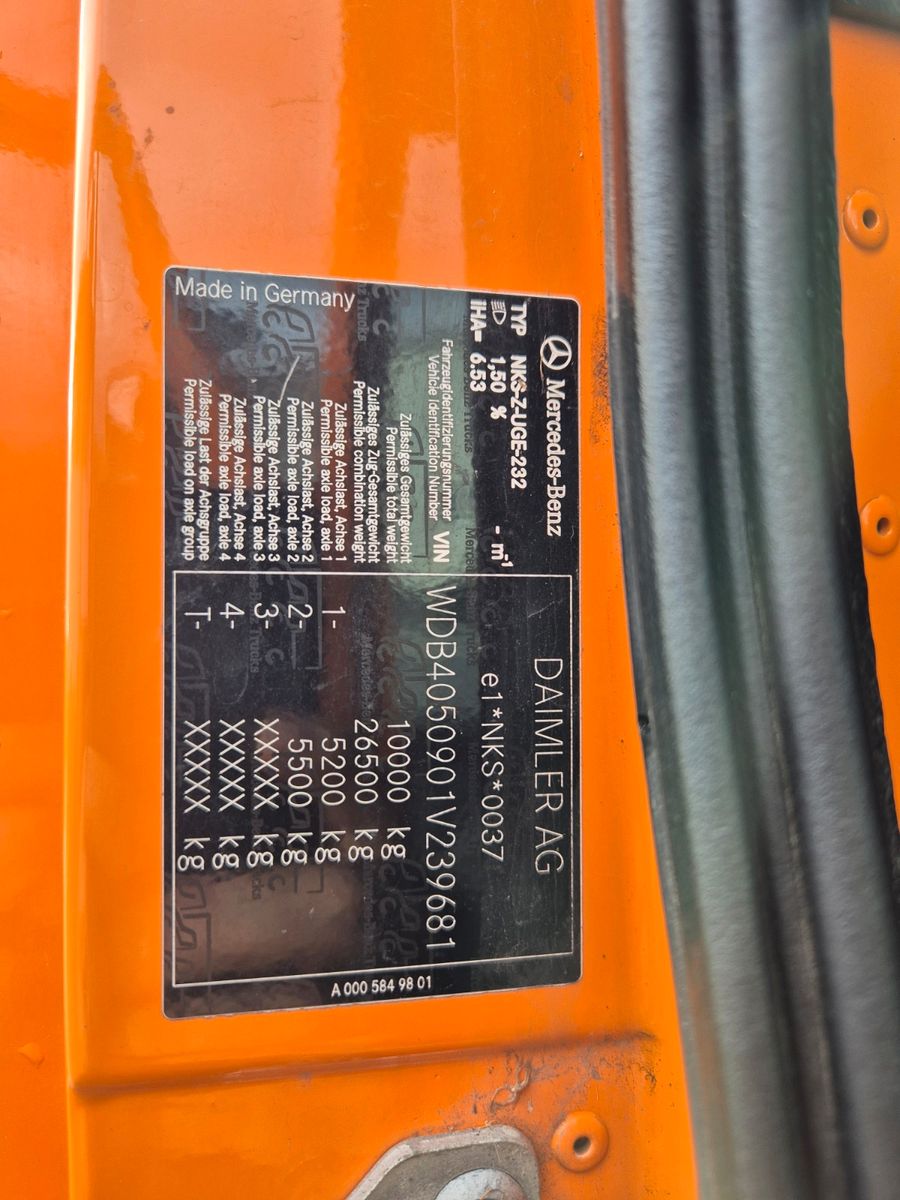 Mercedes-Benz
DAIMLER AG
TYP NKS-Z-UGE-232
1,50 % - m-1 e1*NKS*0037
IHA= 6.53
Fahrzeugidentifizierungsnummer
Vehicle Identification Number VIN WDB4050901V239681
Zulässiges Gesamtgewicht
Permissible total weight 10000 kg
Zulässiges Zug-Gesamtgewicht
Permissible combination weight 26500 kg
Zulässige Achslast, Achse 1
Permissible axle load, axle 1 1- 5200 kg
Zulässige Achslast, Achse 2
Permissible axle load, axle 2 2- 5500 kg
Zulässige Achslast, Achse 3
Permissible axle load, axle 3 3- XXXXX kg
Zulässige Achslast, Achse 4
Permissible axle load, axle 4 4- XXXXX kg
Zulässige Last der Achsgruppe
Permissible load on axle group T- XXXXX kg
Made in Germany
A 000 584 98 01